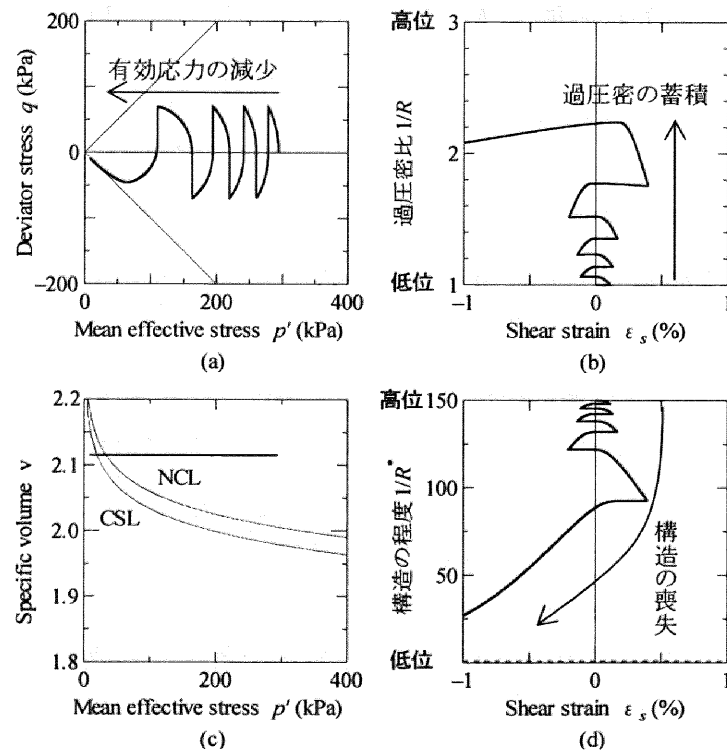 200
有効応力の減少
0
−200
0
200
400
Deviator stress q (kPa)
Mean effective stress p′ (kPa)
(a)
高位 3
過圧密の蓄積
2
低位 1
−1
0
1
過圧密比 1/R
Shear strain εs (%)
(b)
2.2
2.1
NCL
CSL
2.0
1.9
1.8
0
200
400
Specific volume v
Mean effective stress p′ (kPa)
(c)
高位 150
100
50
低位
構造の喪失
−1
0
1
構造の程度 1/R*
Shear strain εs (%)
(d)